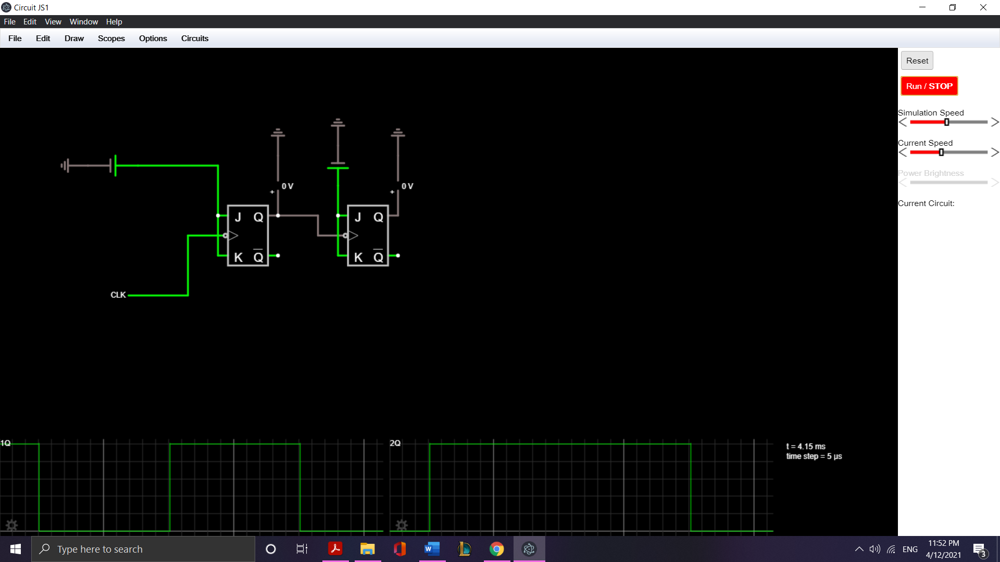 Circuit JS1
File Edit View Window Help
File Edit Draw Scopes Options Circuits
Reset
Run / STOP
Simulation Speed
Current Speed
Power Brightness
Current Circuit:
0 V
+
0 V
+
J Q
K Q
J Q
K Q
CLK
1Q
2Q
t = 4.15 ms
time step = 5 µs
Type here to search
W
ENG
11:52 PM
4/12/2021
3